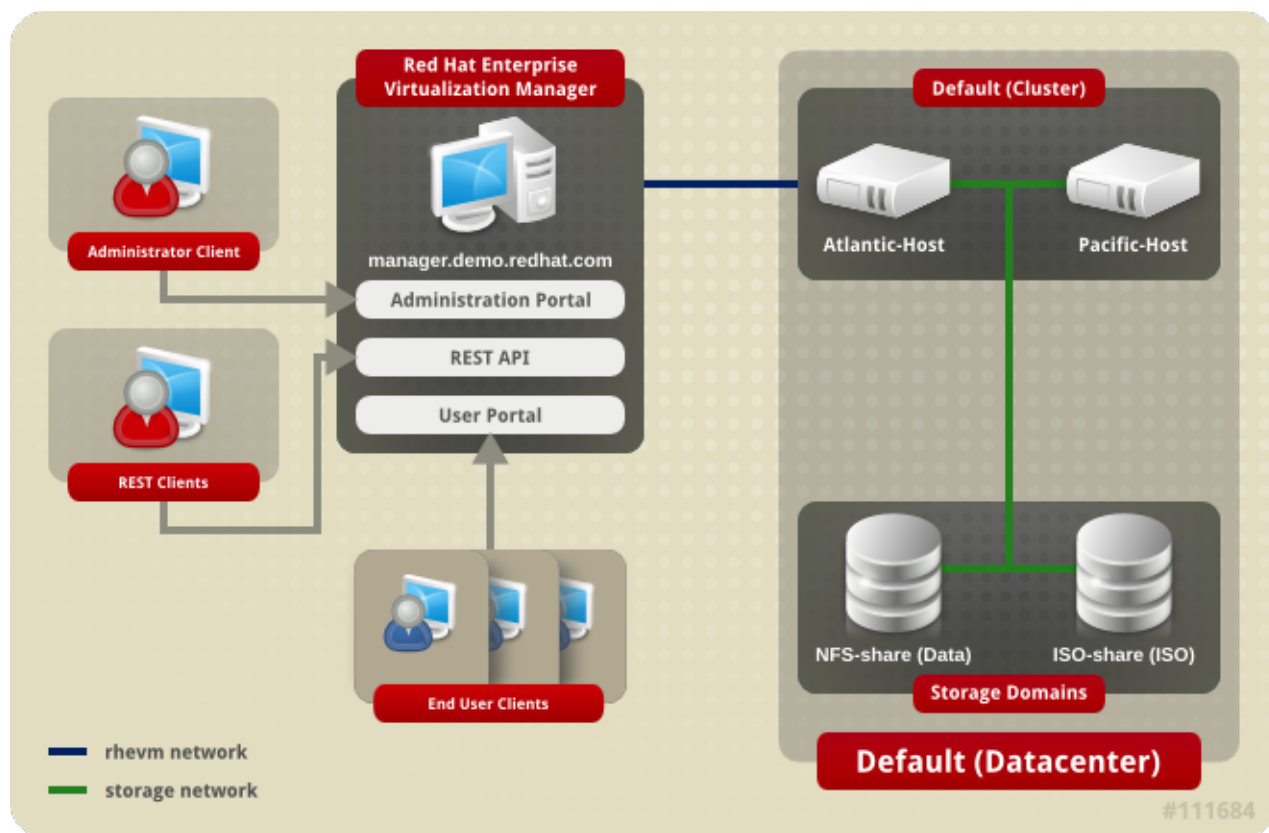 Red Hat Enterprise
Virtualization Manager
Default (Cluster)
Administrator Client
manager.demo.redhat.com
Atlantic-Host
Pacific-Host
Administration Portal
REST API
User Portal
REST Clients
End User Clients
NFS-share (Data)
ISO-share (ISO)
Storage Domains
Default (Datacenter)
rhevm network
storage network
#111684